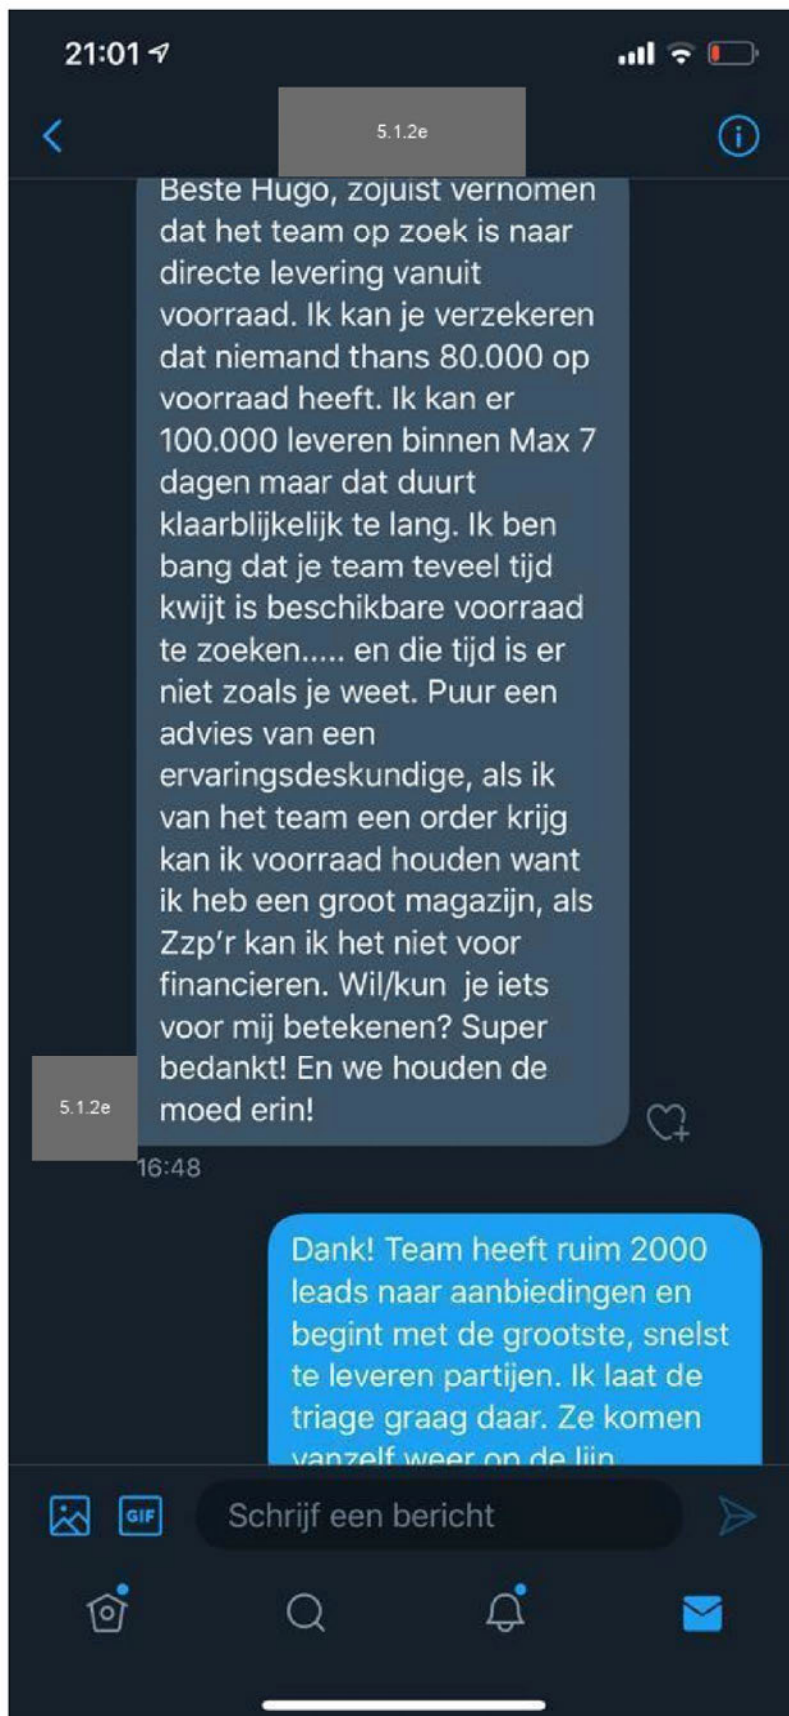 21:01
5.1.2e
Beste Hugo, zojuist vernomen
dat het team op zoek is naar
directe levering vanuit
voorraad. Ik kan je verzekeren
dat niemand thans 80.000 op
voorraad heeft. Ik kan er
100.000 leveren binnen Max 7
dagen maar dat duurt
klaarblijkelijk te lang. Ik ben
bang dat je team teveel tijd
kwijt is beschikbare voorraad
te zoeken..... en die tijd is er
niet zoals je weet. Puur een
advies van een
ervaringsdeskundige, als ik
van het team een order krijg
kan ik voorraad houden want
ik heb een groot magazijn, als
Zzp'r kan ik het niet voor
financieren. Wil/kun  je iets
voor mij betekenen? Super
bedankt! En we houden de
moed erin!
5.1.2e
16:48
Dank! Team heeft ruim 2000
leads naar aanbiedingen en
begint met de grootste, snelst
te leveren partijen. Ik laat de
triage graag daar. Ze komen
vanzelf weer op de lijn
GIF
Schrijf een bericht